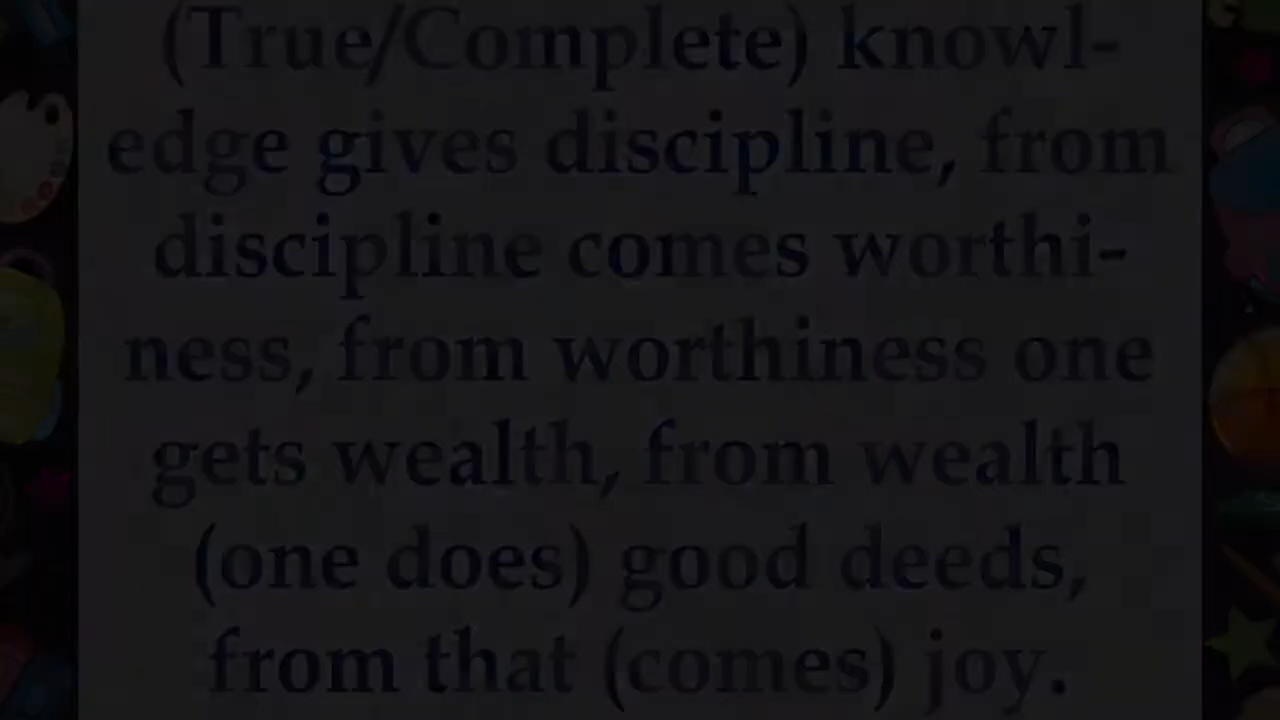 (True/Complete) knowl-
edge gives discipline, from
discipline comes worthi-
ness, from worthiness one
gets wealth, from wealth
(one does) good deeds,
from that (comes) joy.